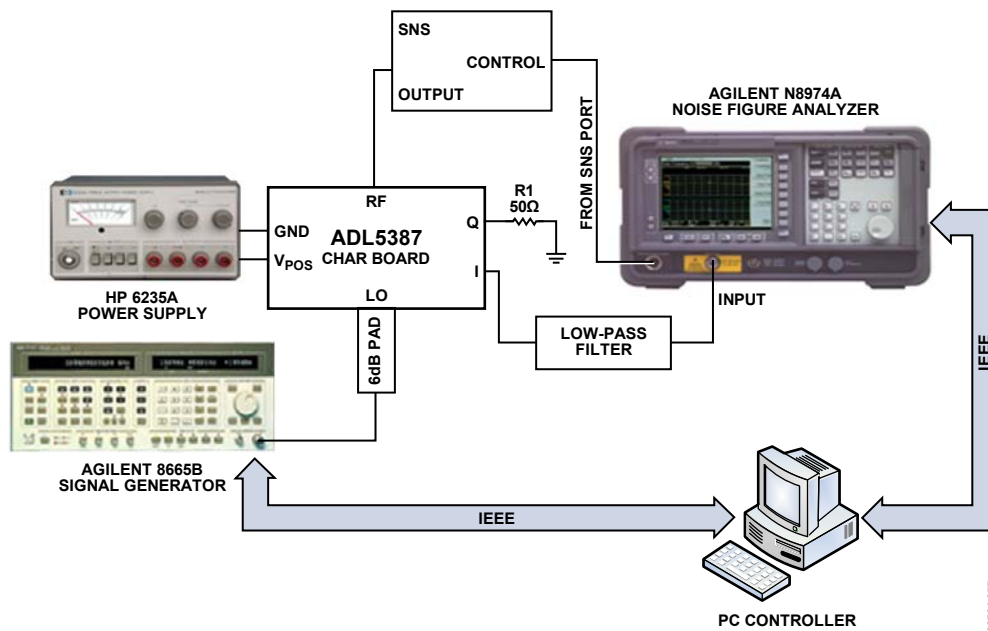 SNS
CONTROL
OUTPUT
AGILENT N8974A
NOISE FIGURE ANALYZER
FROM SNS PORT
RF
GND
VPOS
ADL5387
CHAR BOARD
Q
I
LO
R1
50Ω
HP 6235A
POWER SUPPLY
6dB PAD
LOW-PASS
FILTER
INPUT
IEEE
AGILENT 8665B
SIGNAL GENERATOR
IEEE
PC CONTROLLER